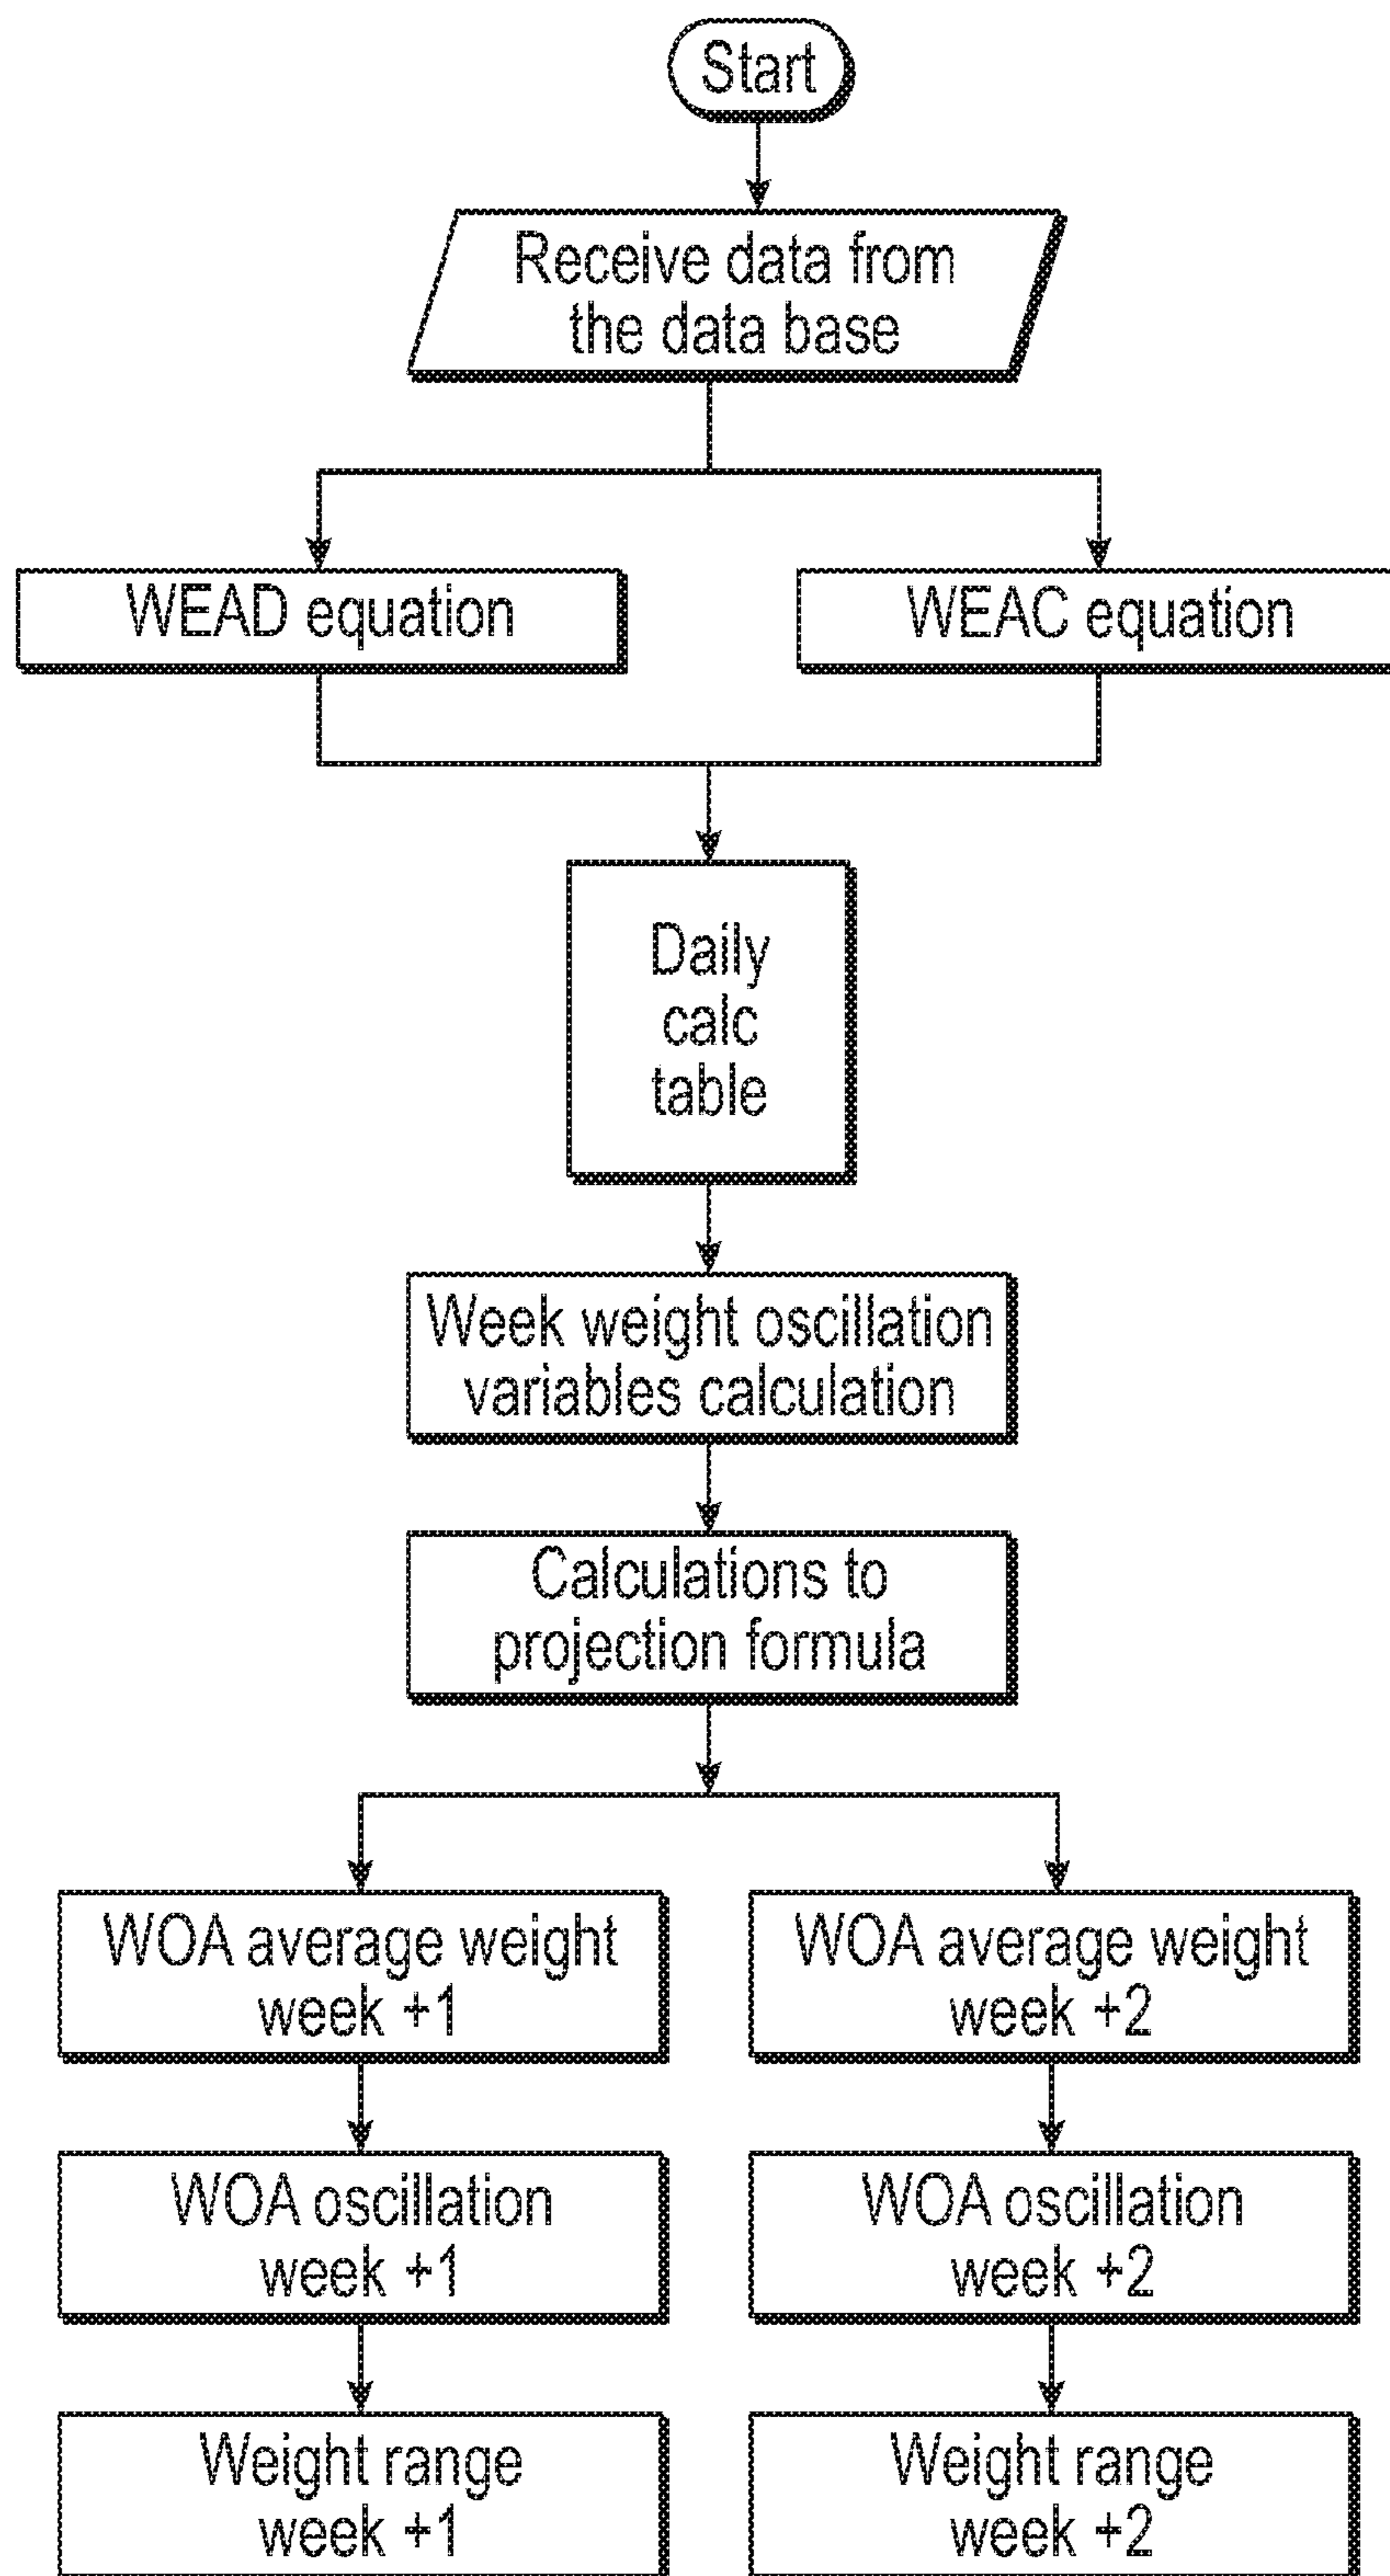 Start
Receive data from
the data base
WEAD equation
WEAC equation
Daily
calc
table
Week weight oscillation
variables calculation
Calculations to
projection formula
WOA average weight
week +1
WOA average weight
week +2
WOA oscillation
week +1
WOA oscillation
week +2
Weight range
week +1
Weight range
week +2